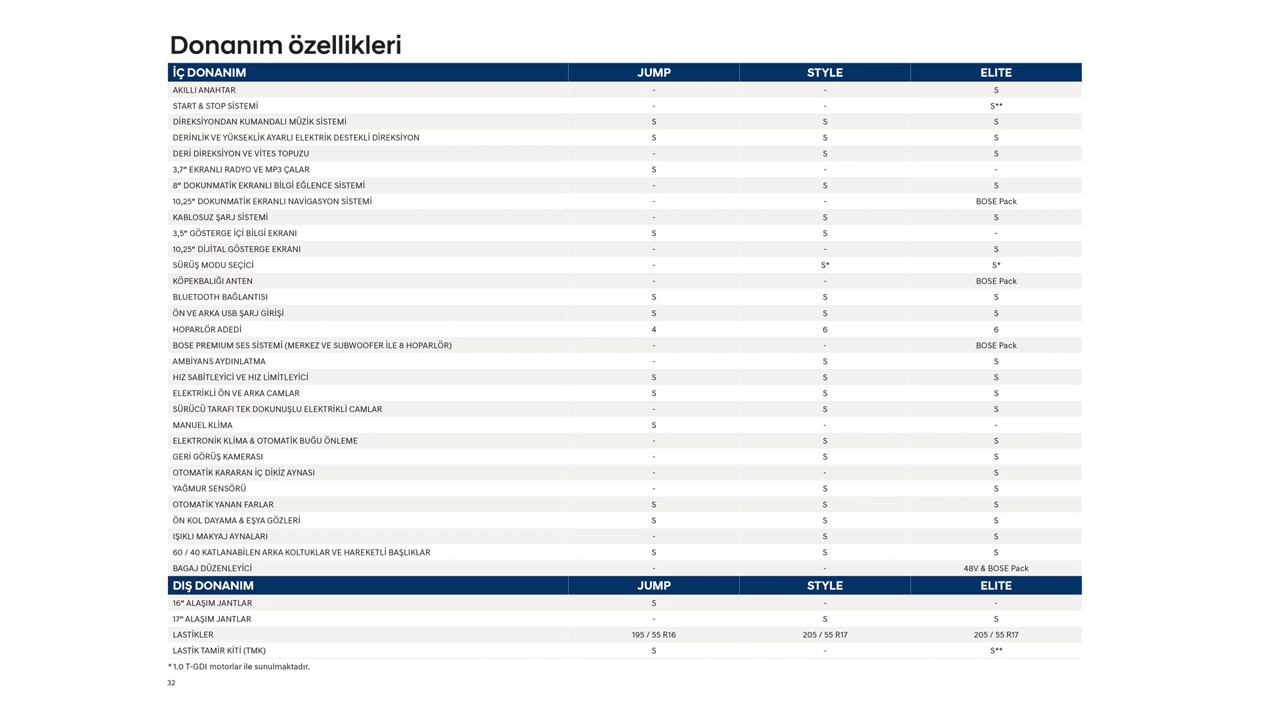 Donanım özellikleri
İÇ DONANIM JUMP STYLE ELITE
AKILLI ANAHTAR - - S
START & STOP SİSTEMİ - - S**
DİREKSİYONDAN KUMANDALI MÜZİK SİSTEMİ S S S
DERİNLİK VE YÜKSEKLİK AYARLI ELEKTRİK DESTEKLİ DİREKSİYON S S S
DERİ DİREKSİYON VE VİTES TOPUZU - S S
3,7" EKRANLI RADYO VE MP3 ÇALAR S - -
8" DOKUNMATİK EKRANLI BİLGİ EĞLENCE SİSTEMİ - S S
10,25" DOKUNMATİK EKRANLI NAVİGASYON SİSTEMİ - - BOSE Pack
KABLOSUZ ŞARJ SİSTEMİ - S S
3,5" GÖSTERGE İÇİ BİLGİ EKRANI S S -
10,25" DİJİTAL GÖSTERGE EKRANI - - S
SÜRÜŞ MODU SEÇİCİ - S* S*
KÖPEKBALIĞI ANTEN - - BOSE Pack
BLUETOOTH BAĞLANTISI S S S
ÖN VE ARKA USB ŞARJ GİRİŞİ S S S
HOPARLÖR ADEDİ 4 6 6
BOSE PREMIUM SES SİSTEMİ (MERKEZ VE SUBWOOFER İLE 8 HOPARLÖR) - - BOSE Pack
AMBİYANS AYDINLATMA - S S
HIZ SABİTLEYİCİ VE HIZ LİMİTLEYİCİ S S S
ELEKTRİKLİ ÖN VE ARKA CAMLAR S S S
SÜRÜCÜ TARAFI TEK DOKUNUŞLU ELEKTRİKLİ CAMLAR - S S
MANUEL KLİMA S - -
ELEKTRONİK KLİMA & OTOMATİK BUĞU ÖNLEME - S S
GERİ GÖRÜŞ KAMERASI - S S
OTOMATİK KARARAN İÇ DİKİZ AYNASI - - S
YAĞMUR SENSÖRÜ - S S
OTOMATİK YANAN FARLAR S S S
ÖN KOL DAYAMA & EŞYA GÖZLERİ S S S
IŞIKLI MAKYAJ AYNALARI - S S
60 / 40 KATLANABİLEN ARKA KOLTUKLAR VE HAREKETLİ BAŞLIKLAR S S S
BAGAJ DÜZENLEYİCİ - - 48V & BOSE Pack
DIŞ DONANIM JUMP STYLE ELITE
16" ALAŞIM JANTLAR S - -
17" ALAŞIM JANTLAR - S S
LASTİKLER 195 / 55 R16 205 / 55 R17 205 / 55 R17
LASTİK TAMİR KİTİ (TMK) S - S**
* 1.0 T-GDI motorlar ile sunulmaktadır.
32